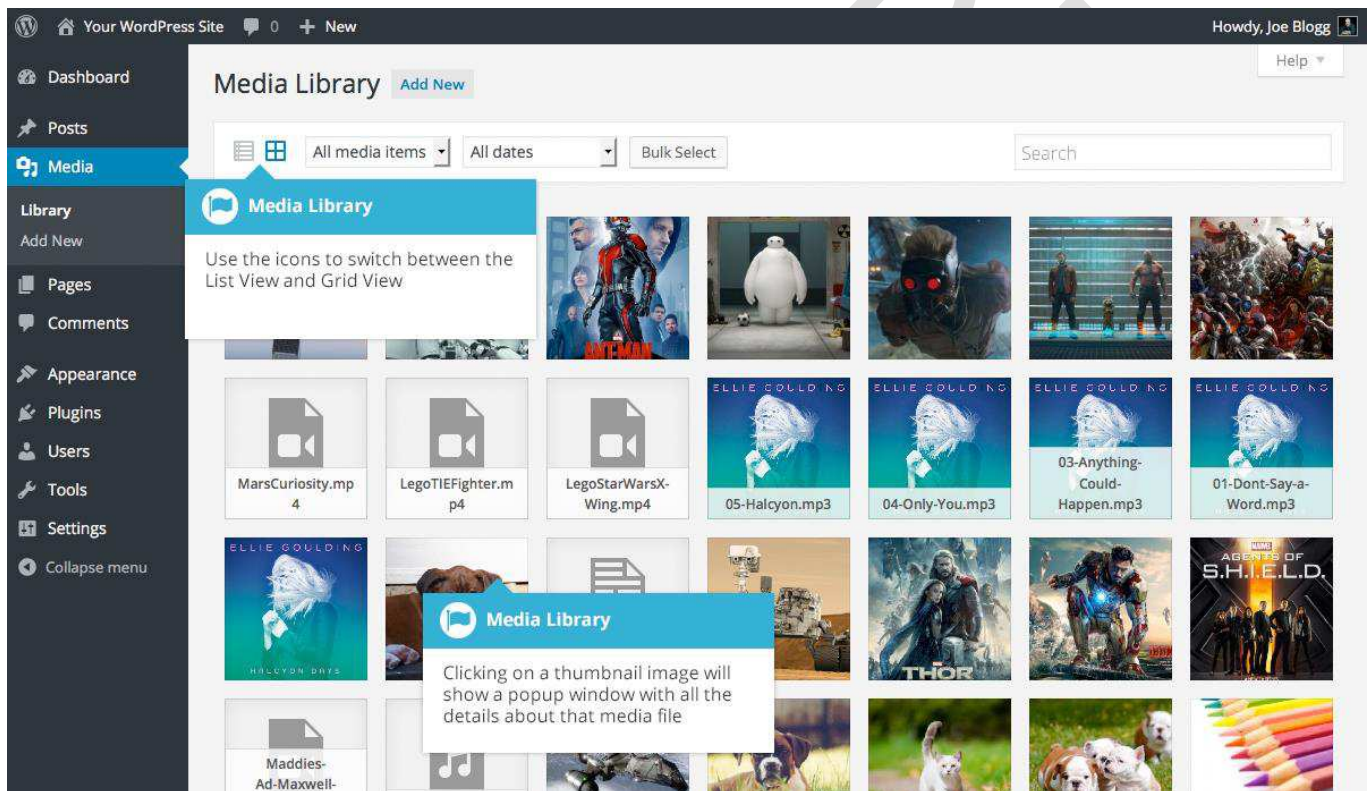 Your WordPress Site 0 + New
Howdy, Joe Blogg
Help
Dashboard
Posts
Media
Library
Add New
Pages
Comments
Appearance
Plugins
Users
Tools
Settings
Collapse menu
Media Library Add New
All media items All dates Bulk Select Search
Media Library
Use the icons to switch between the
List View and Grid View
ANT-MAN
MarsCuriosity.mp
4
LegoTIEFighter.m
p4
LegoStarWarsX-
Wing.mp4
ELLIE GOULDING
05-Halcyon.mp3
ELLIE GOULDING
04-Only-You.mp3
ELLIE GOULDING
03-Anything-
Could-
Happen.mp3
ELLIE GOULDING
01-Dont-Say-a-
Word.mp3
ELLIE GOULDING
HALCYON DAYS
THOR
MARVEL
AGENTS OF
S.H.I.E.L.D.
Media Library
Clicking on a thumbnail image will
show a popup window with all the
details about that media file
Maddies-
Ad-Maxwell-